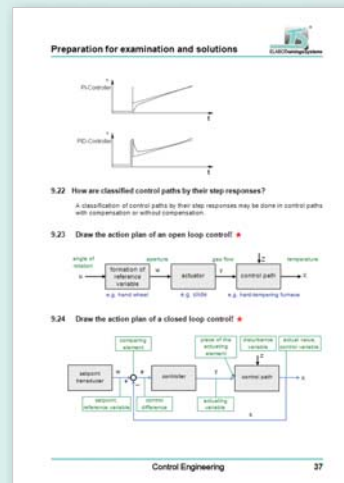 Preparation for examination and solutions
ELABOTrainingsSysteme
PI-Controller
t
PID-Controller
t
9.22 How are classified control paths by their step responses?
A classification of control paths by their step responses may be done in control paths
with compensation or without compensation.
9.23 Draw the action plan of an open loop control!
angle of rotation
aperture
gas flow
z
temperature
formation of reference variable
w
actuator
y
control path
x
e.g. hand wheel
e.g. slide
e.g. hardening furnace
9.24 Draw the action plan of a closed loop control!
comparing element
place of the actuating element
disturbance variable
actual value, control variable
z
setpoint transducer
w
e
controller
y
control path
x
setpoint, reference variable
control difference
actuating variable
x
Control Engineering 37